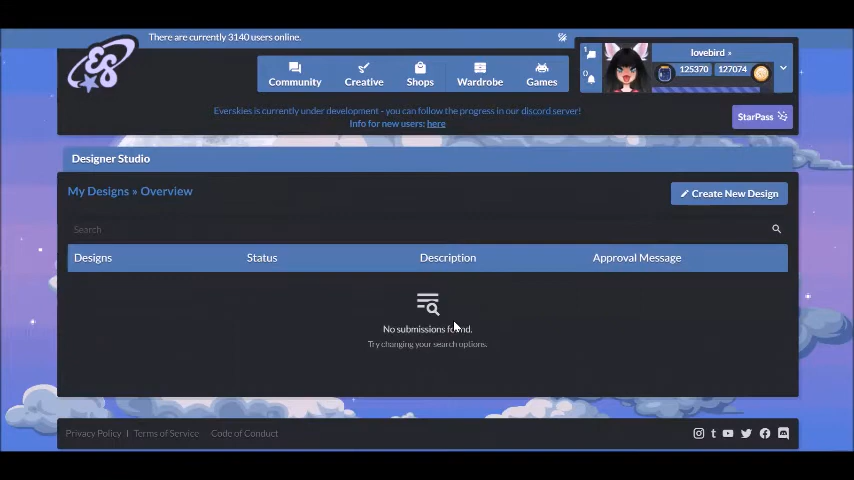 ES
There are currently 3140 users online.
Community
Creative
Shops
Wardrobe
Games
1
0
lovebird »
125370
127074
Everskies is currently under development - you can follow the progress in our discord server!
Info for new users: here
StarPass
Designer Studio
My Designs » Overview
Create New Design
Search
Designs Status Description Approval Message
No submissions found.
Try changing your search options.
Privacy Policy | Terms of Service Code of Conduct